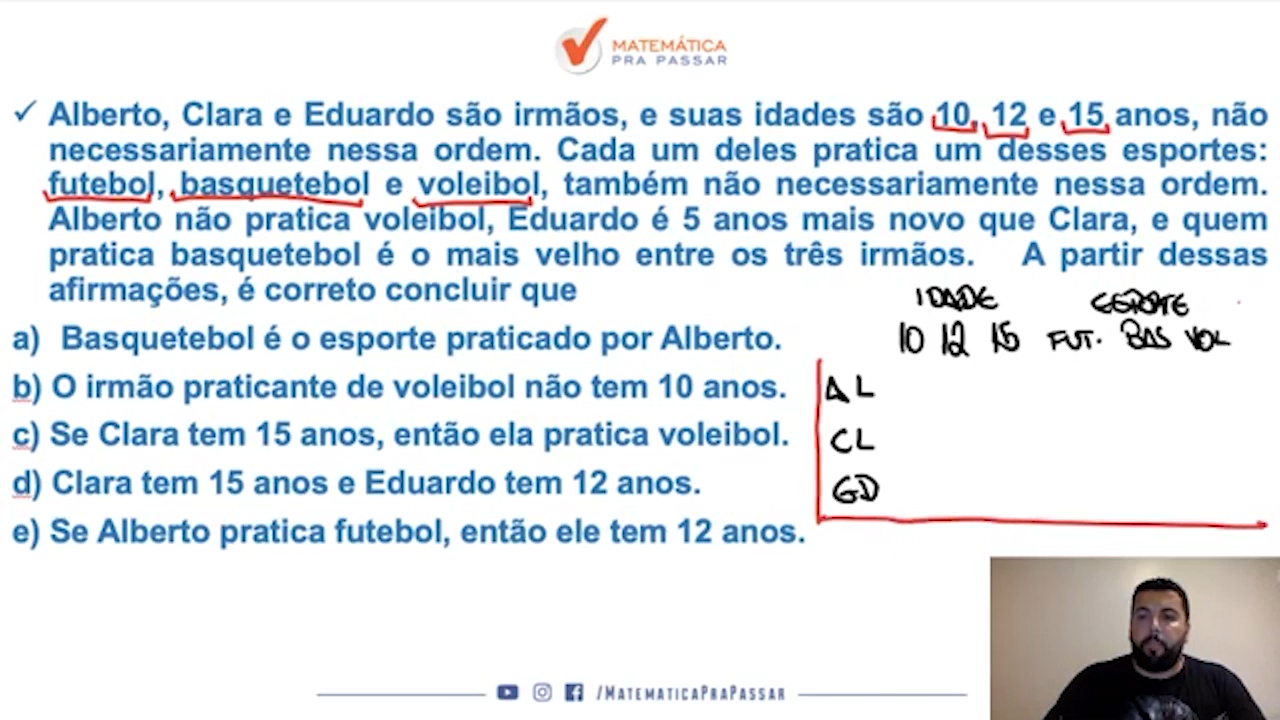 MATEMÁTICA
PRA PASSAR
✓ Alberto, Clara e Eduardo são irmãos, e suas idades são 10, 12 e 15 anos, não
necessariamente nessa ordem. Cada um deles pratica um desses esportes:
futebol, basquetebol e voleibol, também não necessariamente nessa ordem.
Alberto não pratica voleibol, Eduardo é 5 anos mais novo que Clara, e quem
pratica basquetebol é o mais velho entre os três irmãos. A partir dessas
afirmações, é correto concluir que
a) Basquetebol é o esporte praticado por Alberto.
b) O irmão praticante de voleibol não tem 10 anos.
c) Se Clara tem 15 anos, então ela pratica voleibol.
d) Clara tem 15 anos e Eduardo tem 12 anos.
e) Se Alberto pratica futebol, então ele tem 12 anos.
IDADE ESPORTE
10 12 15 FUT. BAS VOL
AL
CL
ED
/MATEMATICAPRAPASSAR